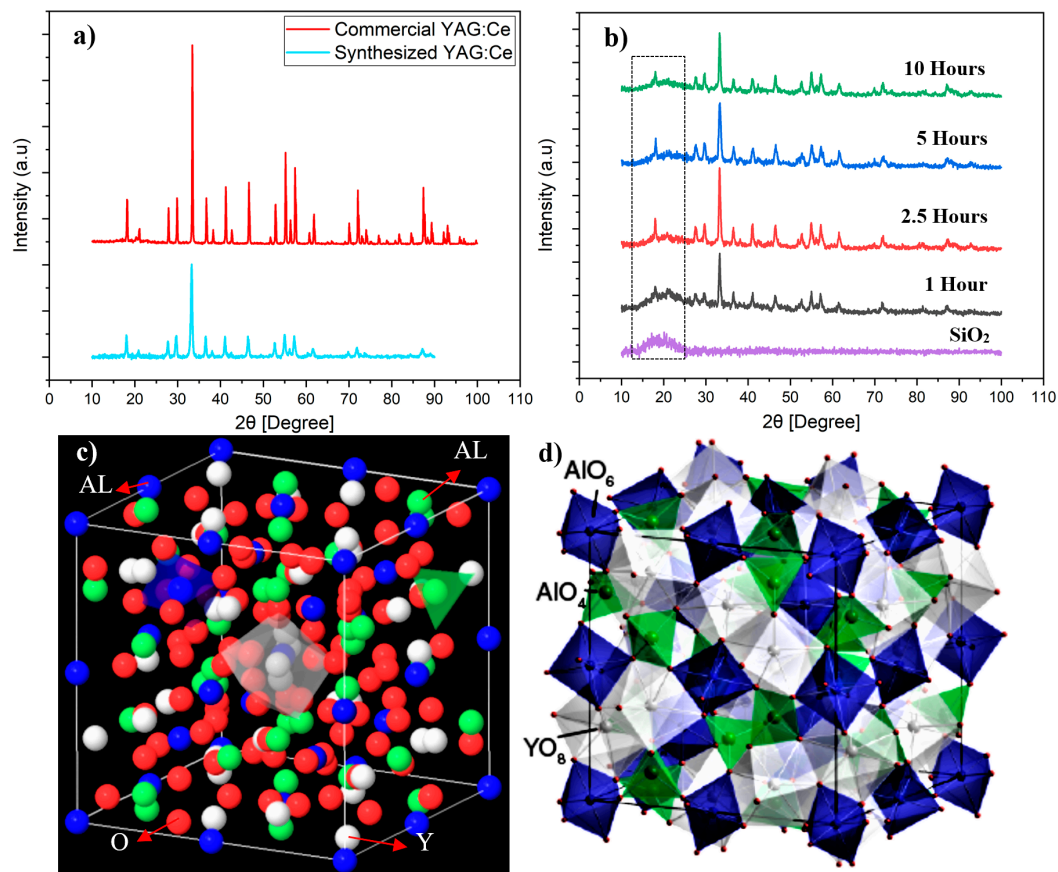 a)
Commercial YAG:Ce
Synthesized YAG:Ce
Intensity (a.u)
10 20 30 40 50 60 70 80 90 100 110
2θ [Degree]
b)
10 Hours
5 Hours
2.5 Hours
1 Hour
SiO₂
Intensity (a.u)
0 10 20 30 40 50 60 70 80 90 100 110
2θ [Degree]
c)
AL
AL
O
Y
d)
AlO₆
AlO₄
YO₈